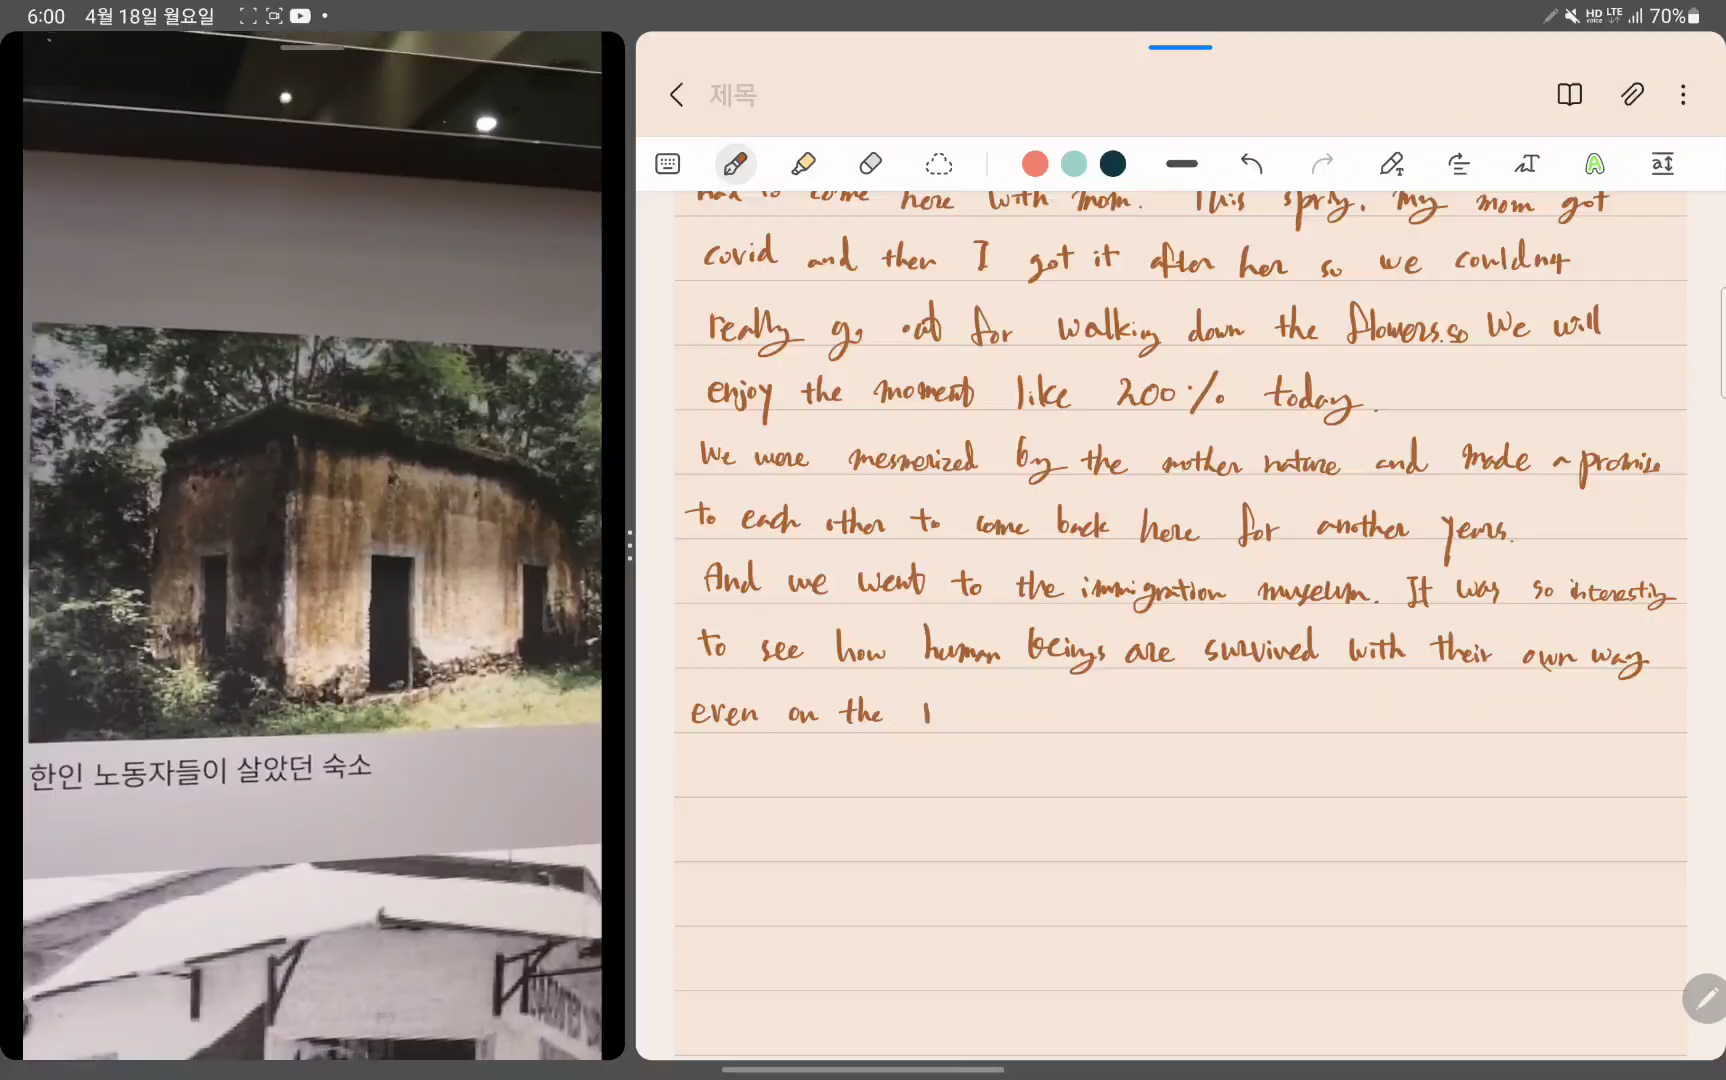 6:00 4월 18일 월요일
HD voice LTE 70%
제목
come here with mom. This spring, my mom got
covid and then I got it after her so we couldn't
really go out for walking down the flowers. so We will
enjoy the moment like 200% today.
We were mesmerized by the mother nature and made a promise
to each other to come back here for another years.
And we went to the immigration museum. It was so interesting
to see how human beings are survived with their own way
even on the
한인 노동자들이 살았던 숙소